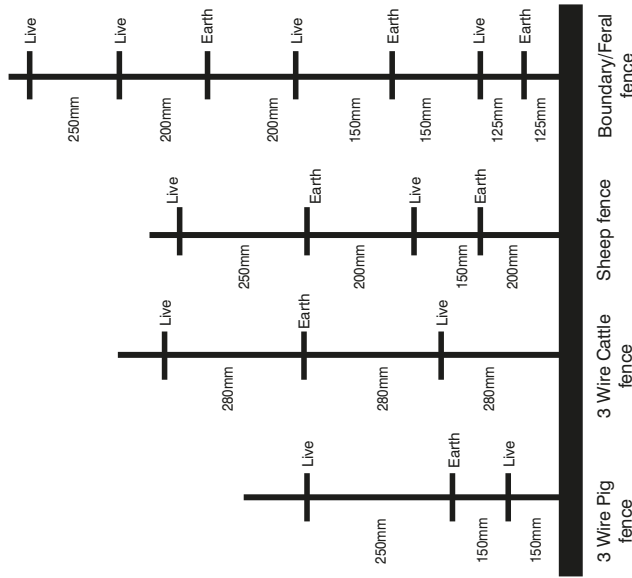 Live
250mm
Earth
150mm
Live
150mm
3 Wire Pig
fence
Live
280mm
Earth
280mm
Live
280mm
3 Wire Cattle
fence
Live
250mm
Earth
200mm
Live
150mm
Earth
200mm
Sheep fence
Live
250mm
Live
200mm
Earth
200mm
Live
150mm
Earth
150mm
Live
125mm
Earth
125mm
Boundary/Feral
fence